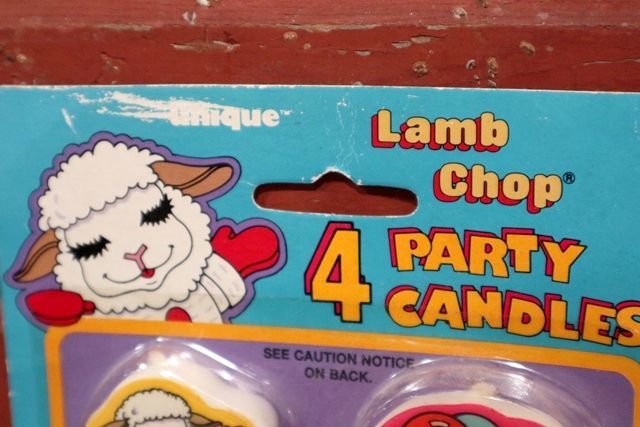 unique™
Lamb
Chop®
4 PARTY
CANDLES
SEE CAUTION NOTICE
ON BACK.